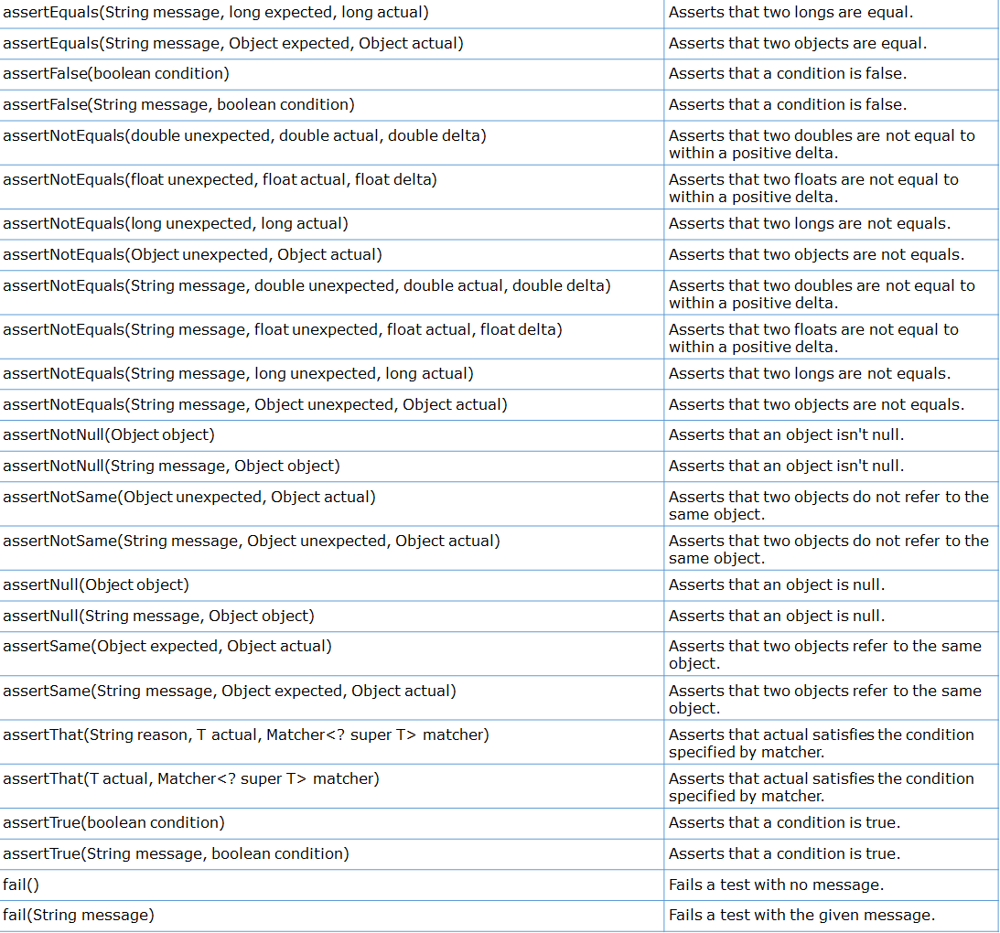 assertEquals(String message, long expected, long actual)
Asserts that two longs are equal.
assertEquals(String message, Object expected, Object actual)
Asserts that two objects are equal.
assertFalse(boolean condition)
Asserts that a condition is false.
assertFalse(String message, boolean condition)
Asserts that a condition is false.
assertNotEquals(double unexpected, double actual, double delta)
Asserts that two doubles are not equal to
within a positive delta.
assertNotEquals(float unexpected, float actual, float delta)
Asserts that two floats are not equal to
within a positive delta.
assertNotEquals(long unexpected, long actual)
Asserts that two longs are not equals.
assertNotEquals(Object unexpected, Object actual)
Asserts that two objects are not equals.
assertNotEquals(String message, double unexpected, double actual, double delta)
Asserts that two doubles are not equal to
within a positive delta.
assertNotEquals(String message, float unexpected, float actual, float delta)
Asserts that two floats are not equal to
within a positive delta.
assertNotEquals(String message, long unexpected, long actual)
Asserts that two longs are not equals.
assertNotEquals(String message, Object unexpected, Object actual)
Asserts that two objects are not equals.
assertNotNull(Object object)
Asserts that an object isn't null.
assertNotNull(String message, Object object)
Asserts that an object isn't null.
assertNotSame(Object unexpected, Object actual)
Asserts that two objects do not refer to the
same object.
assertNotSame(String message, Object unexpected, Object actual)
Asserts that two objects do not refer to the
same object.
assertNull(Object object)
Asserts that an object is null.
assertNull(String message, Object object)
Asserts that an object is null.
assertSame(Object expected, Object actual)
Asserts that two objects refer to the same
object.
assertSame(String message, Object expected, Object actual)
Asserts that two objects refer to the same
object.
assertThat(String reason, T actual, Matcher<? super T> matcher)
Asserts that actual satisfies the condition
specified by matcher.
assertThat(T actual, Matcher<? super T> matcher)
Asserts that actual satisfies the condition
specified by matcher.
assertTrue(boolean condition)
Asserts that a condition is true.
assertTrue(String message, boolean condition)
Asserts that a condition is true.
fail()
Fails a test with no message.
fail(String message)
Fails a test with the given message.